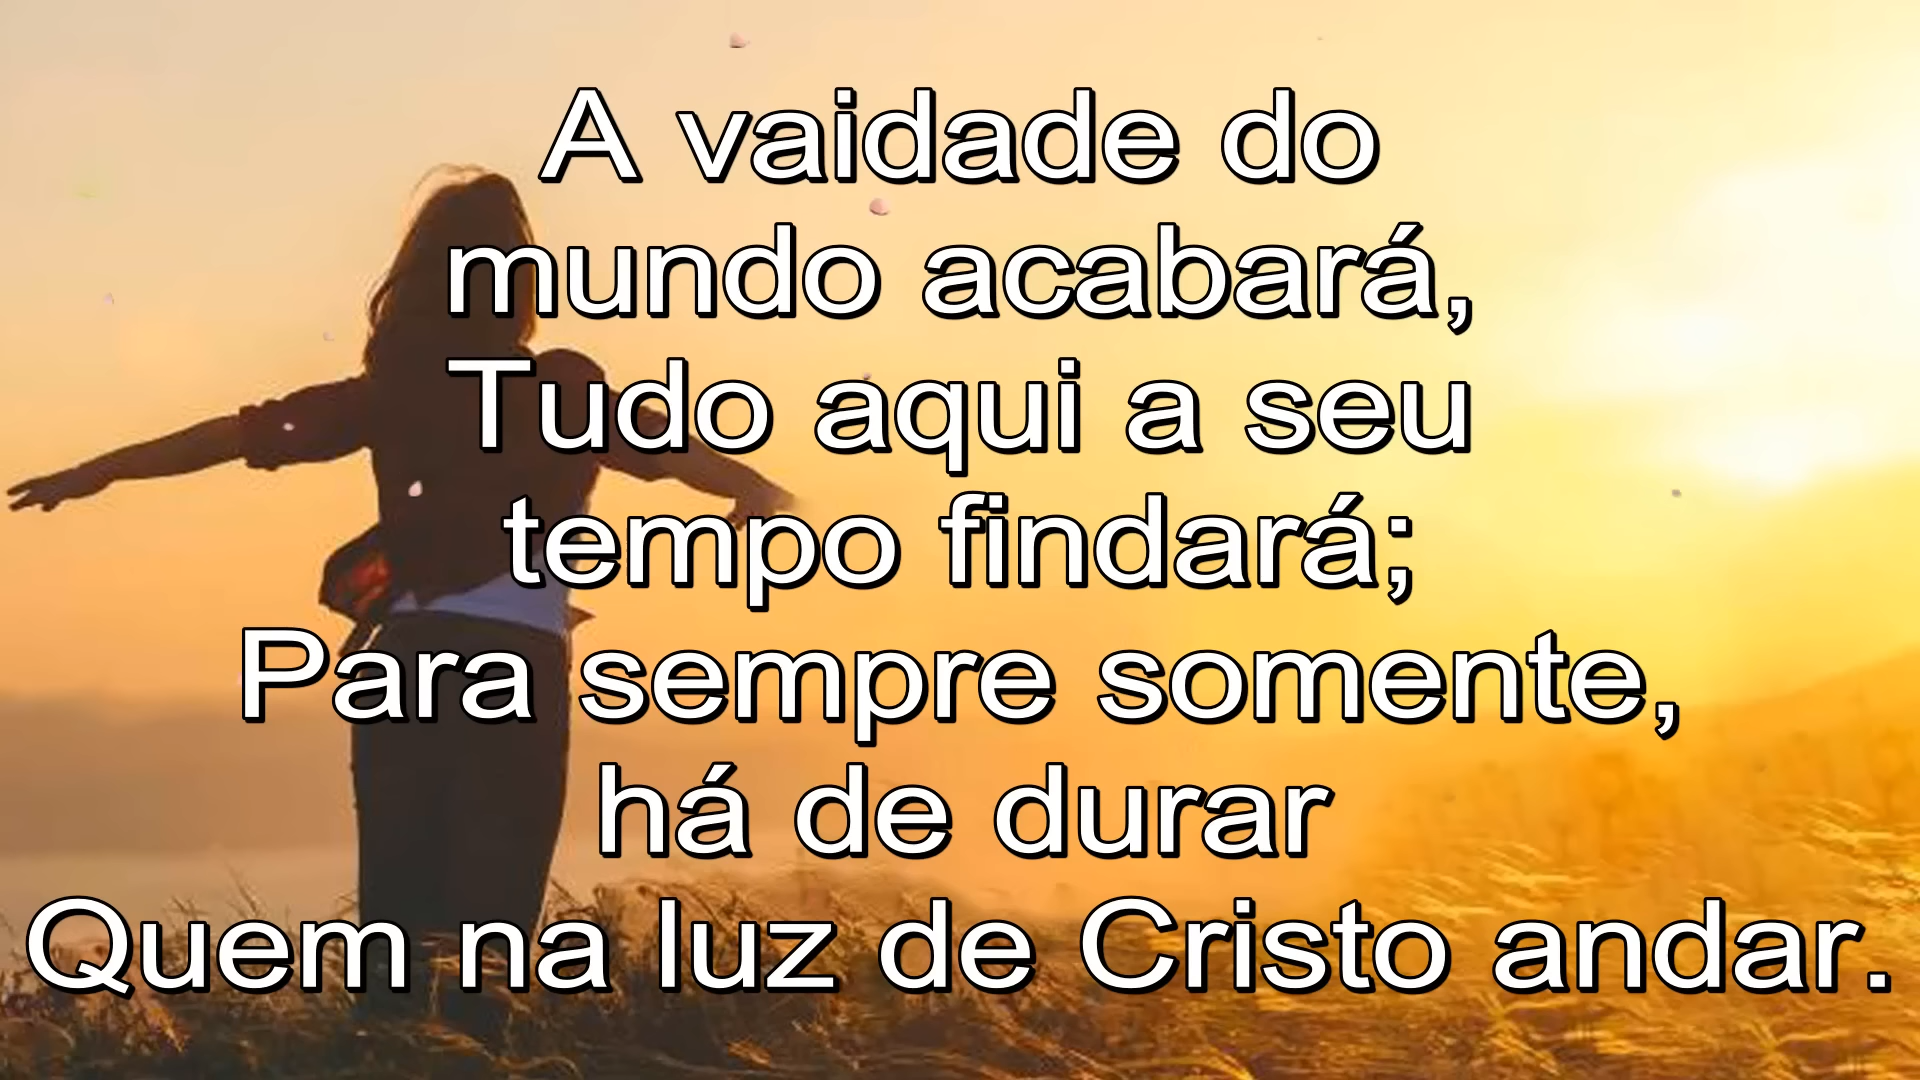 A vaidade do
mundo acabará,
Tudo aqui a seu
tempo findará;
Para sempre somente,
há de durar
Quem na luz de Cristo andar.